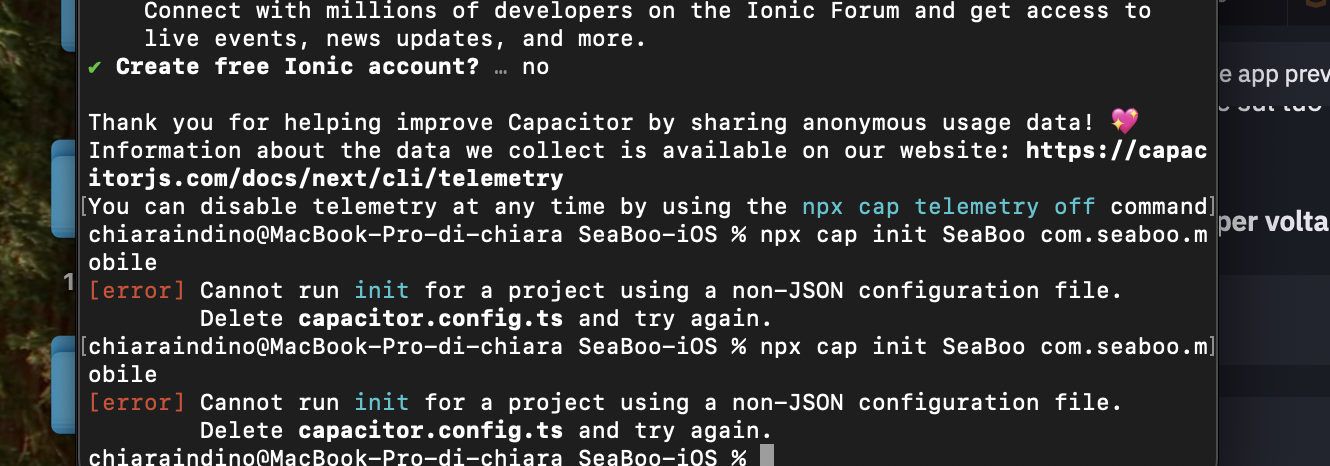 Connect with millions of developers on the Ionic Forum and get access to
live events, news updates, and more.
✔ Create free Ionic account? … no
e app prev
Thank you for helping improve Capacitor by sharing anonymous usage data! 💖
Information about the data we collect is available on our website: https://capac
itorjs.com/docs/next/cli/telemetry
[You can disable telemetry at any time by using the npx cap telemetry off command]
per volta
chiaraindino@MacBook-Pro-di-chiara SeaBoo-iOS % npx cap init SeaBoo com.seaboo.m
obile
1
[error] Cannot run init for a project using a non-JSON configuration file.
Delete capacitor.config.ts and try again.
[chiaraindino@MacBook-Pro-di-chiara SeaBoo-iOS % npx cap init SeaBoo com.seaboo.m]
obile
[error] Cannot run init for a project using a non-JSON configuration file.
Delete capacitor.config.ts and try again.
chiaraindino@MacBook-Pro-di-chiara SeaBoo-iOS %